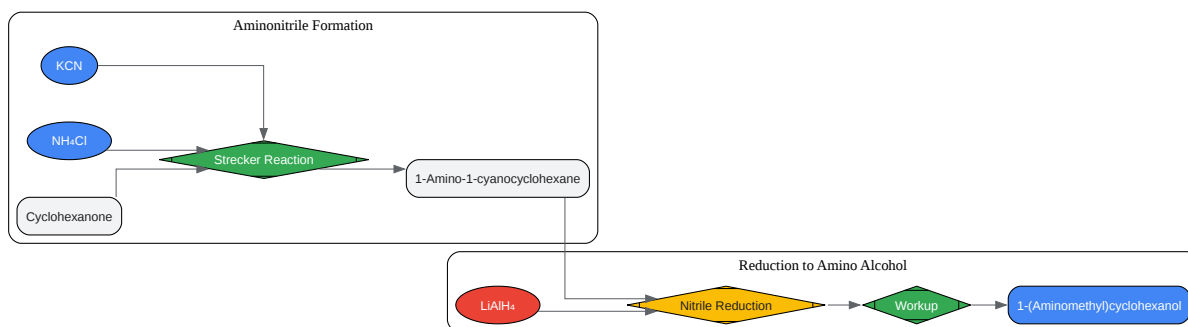 Aminonitrile Formation
KCN
NH₄Cl
Strecker Reaction
1-Amino-1-cyanocyclohexane
Cyclohexanone
Reduction to Amino Alcohol
LiAlH₄
Nitrile Reduction
Workup
1-(Aminomethyl)cyclohexanol